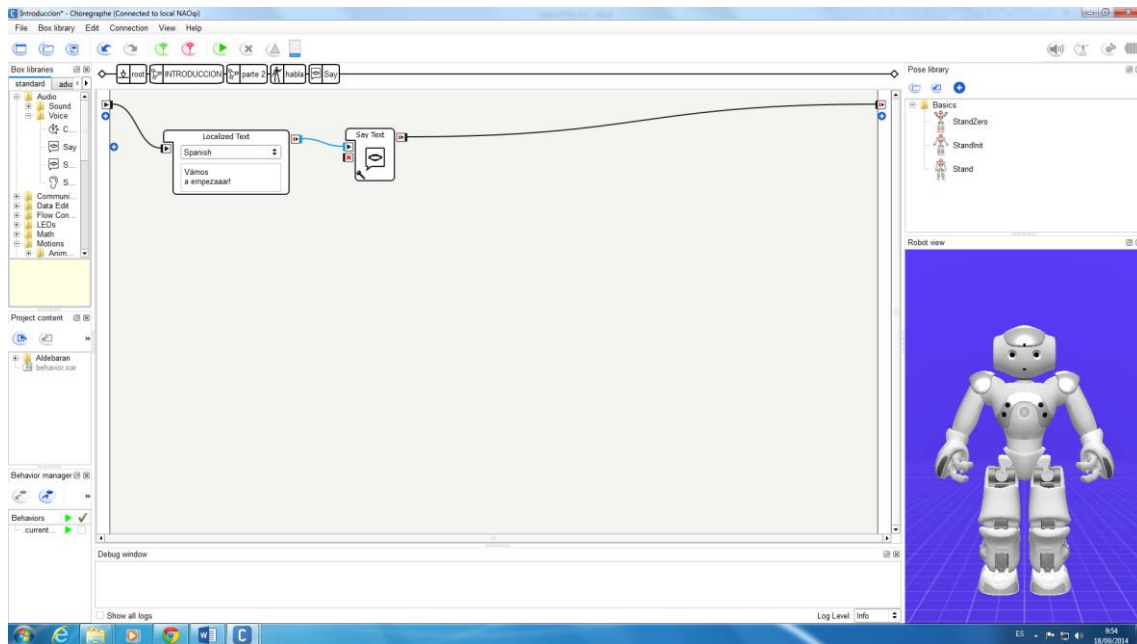 Introduccion* - Choregraphe (Connected to local NAOqi)
File Box library Edit Connection View Help
Box libraries
standard adva
Audio
Sound
Voice
C...
Say
S...
S...
Communi...
Data Edit
Flow Con...
LEDs
Math
Motions
Anim...
Project content
Aldebaran
behavior.xar
Behavior manager
Behaviors
current...
root INTRODUCCION parte 2 habla Say
Localized Text
Spanish
Vámos
a empezaaar!
Say Text
Debug window
Show all logs
Log Level: Info
Pose library
Basics
StandZero
StandInit
Stand
Robot view
ES
9:54
18/09/2014